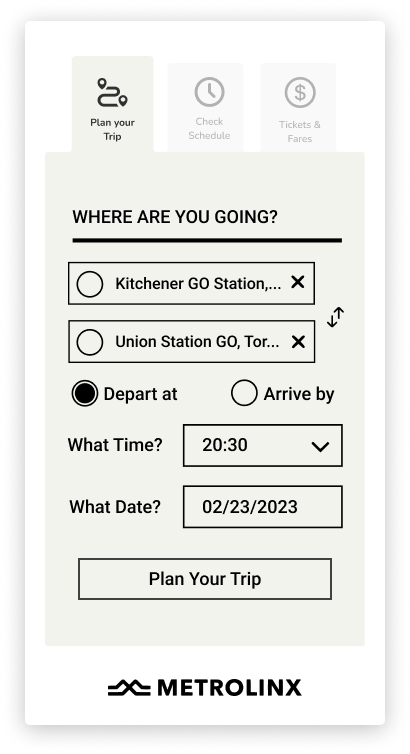 Plan your
Trip
Check
Schedule
Tickets &
Fares
WHERE ARE YOU GOING?
Kitchener GO Station,...
Union Station GO, Tor...
Depart at
Arrive by
What Time?
20:30
What Date?
02/23/2023
Plan Your Trip
METROLINX